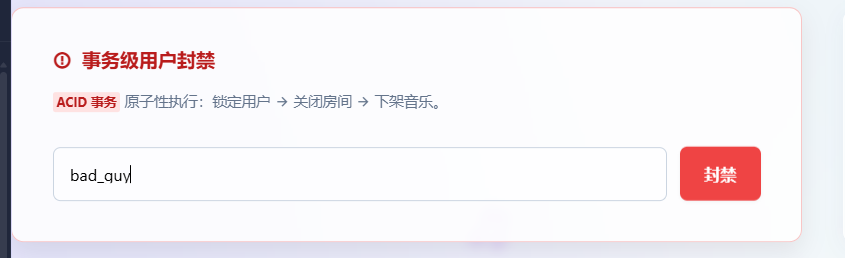 事务级用户封禁
ACID 事务 原子性执行：锁定用户 → 关闭房间 → 下架音乐。
bad_guy
封禁